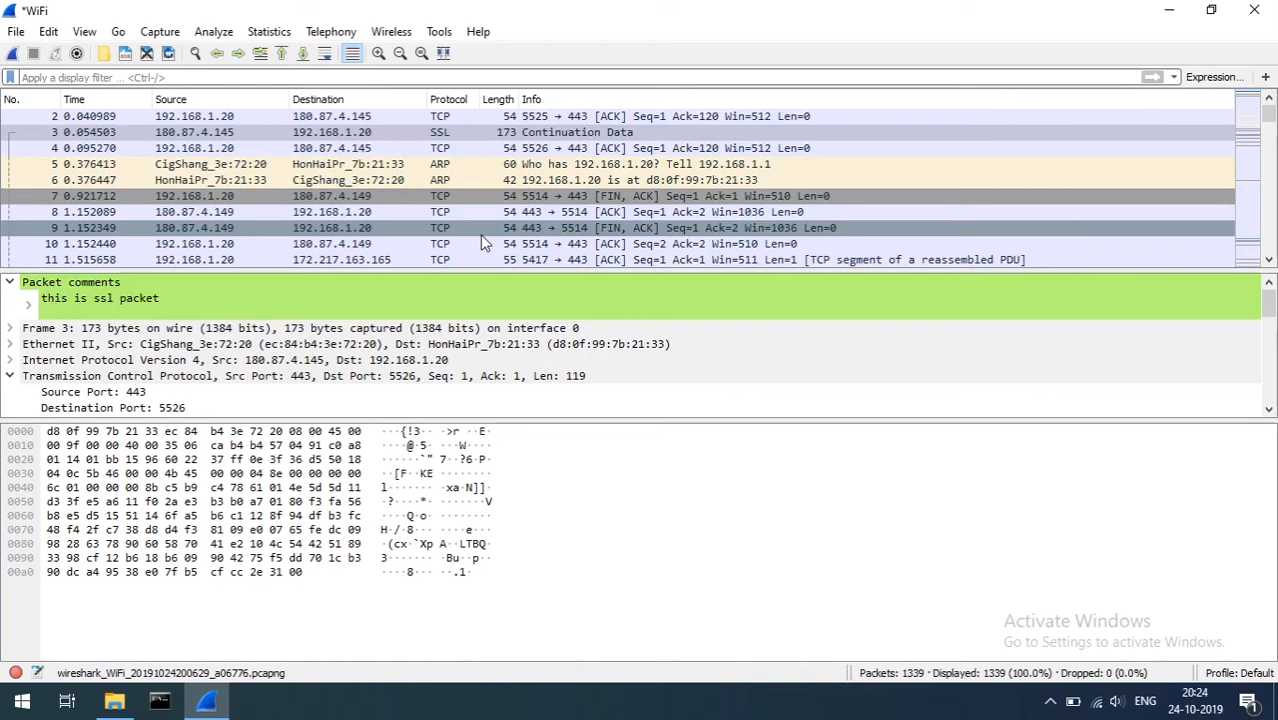 *WiFi
File Edit View Go Capture Analyze Statistics Telephony Wireless Tools Help
Apply a display filter ... <Ctrl-/> Expression... +
No. Time Source Destination Protocol Length Info
2 0.040989 192.168.1.20 180.87.4.145 TCP 54 5525 → 443 [ACK] Seq=1 Ack=120 Win=512 Len=0
3 0.054503 180.87.4.145 192.168.1.20 SSL 173 Continuation Data
4 0.095270 192.168.1.20 180.87.4.145 TCP 54 5526 → 443 [ACK] Seq=1 Ack=120 Win=512 Len=0
5 0.376413 CigShang_3e:72:20 HonHaiPr_7b:21:33 ARP 60 Who has 192.168.1.20? Tell 192.168.1.1
6 0.376447 HonHaiPr_7b:21:33 CigShang_3e:72:20 ARP 42 192.168.1.20 is at d8:0f:99:7b:21:33
7 0.921712 192.168.1.20 180.87.4.149 TCP 54 5514 → 443 [FIN, ACK] Seq=1 Ack=1 Win=510 Len=0
8 1.152089 180.87.4.149 192.168.1.20 TCP 54 443 → 5514 [ACK] Seq=1 Ack=2 Win=1036 Len=0
9 1.152349 180.87.4.149 192.168.1.20 TCP 54 443 → 5514 [FIN, ACK] Seq=1 Ack=2 Win=1036 Len=0
10 1.152440 192.168.1.20 180.87.4.149 TCP 54 5514 → 443 [ACK] Seq=2 Ack=2 Win=510 Len=0
11 1.515658 192.168.1.20 172.217.163.165 TCP 55 5417 → 443 [ACK] Seq=1 Ack=1 Win=511 Len=1 [TCP segment of a reassembled PDU]
Packet comments
this is ssl packet
Frame 3: 173 bytes on wire (1384 bits), 173 bytes captured (1384 bits) on interface 0
Ethernet II, Src: CigShang_3e:72:20 (ec:84:b4:3e:72:20), Dst: HonHaiPr_7b:21:33 (d8:0f:99:7b:21:33)
Internet Protocol Version 4, Src: 180.87.4.145, Dst: 192.168.1.20
Transmission Control Protocol, Src Port: 443, Dst Port: 5526, Seq: 1, Ack: 1, Len: 119
Source Port: 443
Destination Port: 5526
0000 d8 0f 99 7b 21 33 ec 84 b4 3e 72 20 08 00 45 00 ···{!3·· ·>r ··E·
0010 00 9f 00 00 40 00 35 06 ca b4 b4 57 04 91 c0 a8 ····@·5· ···W····
0020 01 14 01 bb 15 96 60 22 37 ff 0e 3f 36 d5 50 18 ······`" 7··?6·P·
0030 04 0c 5b 46 00 00 4b 45 00 00 04 8e 00 00 00 00 ··[F··KE ········
0040 6c 01 00 00 00 8b c5 b9 c4 78 61 01 4e 5d 5d 11 l······· ·xa·N]]·
0050 d3 3f e5 a6 11 f0 2a e3 b3 b0 a7 01 80 f3 fa 56 ·?····*· ·······V
0060 b8 e5 d5 15 51 14 6f a5 b6 c1 12 8f 94 df b3 fc ····Q·o· ········
0070 48 f4 2f c7 38 d8 d4 f3 81 09 e0 07 65 fe dc 09 H·/·8··· ····e···
0080 98 28 63 78 90 60 58 70 41 e2 10 4c 54 42 51 89 ·(cx·`Xp A··LTBQ·
0090 33 98 cf 12 b6 18 b6 09 90 42 75 f5 dd 70 1c b3 3······· ·Bu··p··
00a0 90 dc a4 95 38 e0 7f b5 cf cc 2e 31 00 ····8··· ··.1·
Activate Windows
Go to Settings to activate Windows.
wireshark_WiFi_20191024200629_a06776.pcapng Packets: 1339 · Displayed: 1339 (100.0%) · Dropped: 0 (0.0%) Profile: Default
ENG 20:24
24-10-2019
1